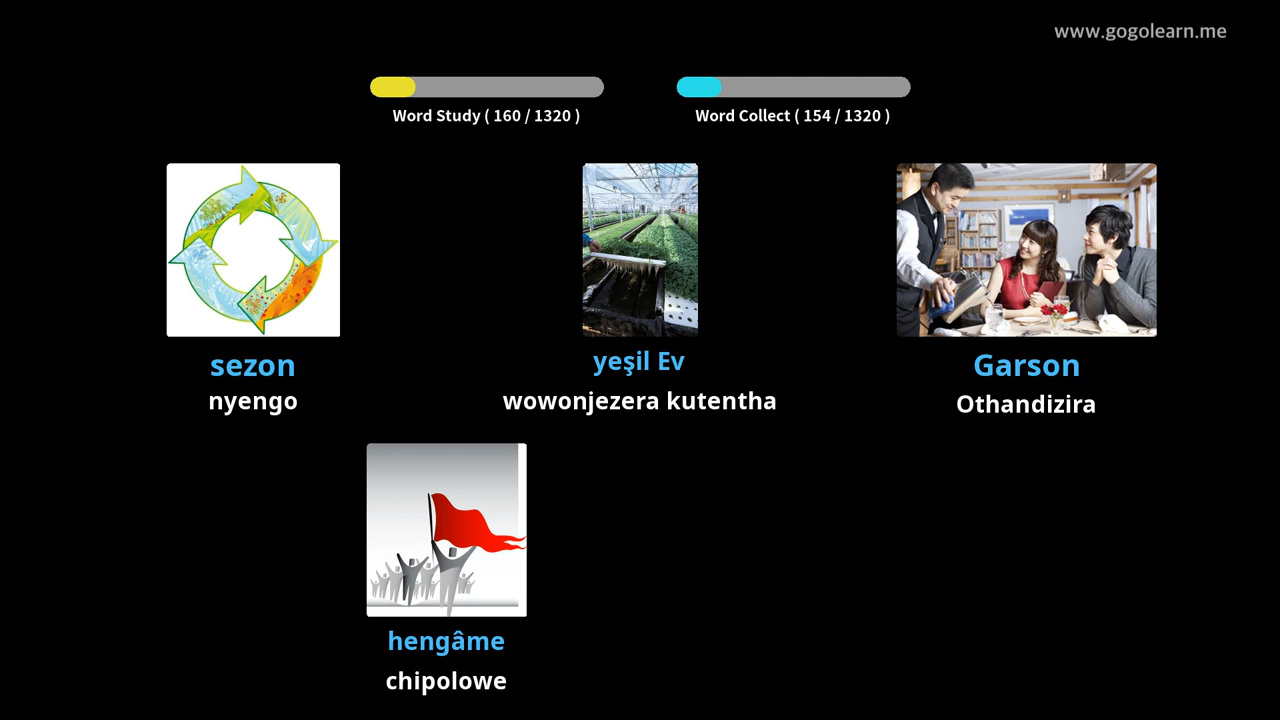 www.gogolearn.me
Word Study ( 160 / 1320 )
Word Collect ( 154 / 1320 )
sezon
nyengo
yeşil Ev
wowonjezera kutentha
Garson
Othandizira
hengâme
chipolowe